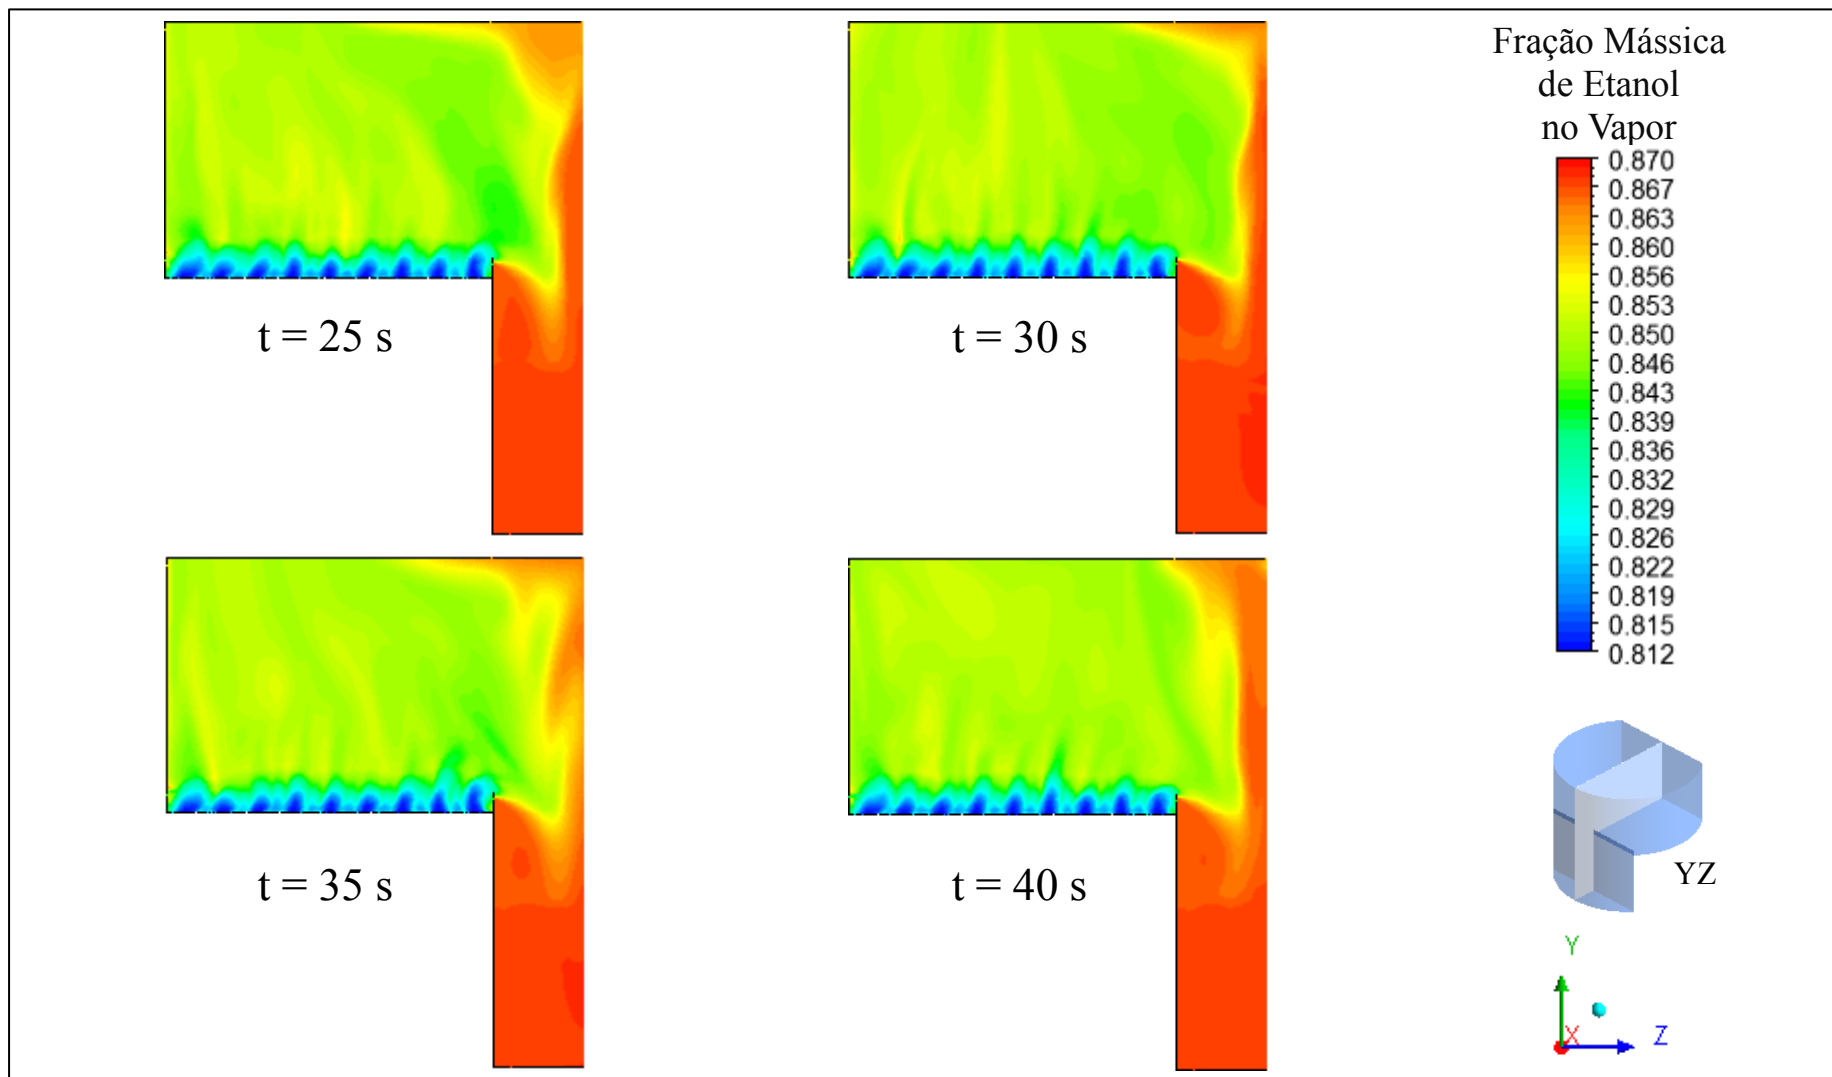 t = 25 s
t = 30 s
t = 35 s
t = 40 s
Fração Mássica
de Etanol
no Vapor
0.870
0.867
0.863
0.860
0.856
0.853
0.850
0.846
0.843
0.839
0.836
0.832
0.829
0.826
0.822
0.819
0.815
0.812
YZ
Y
X
Z